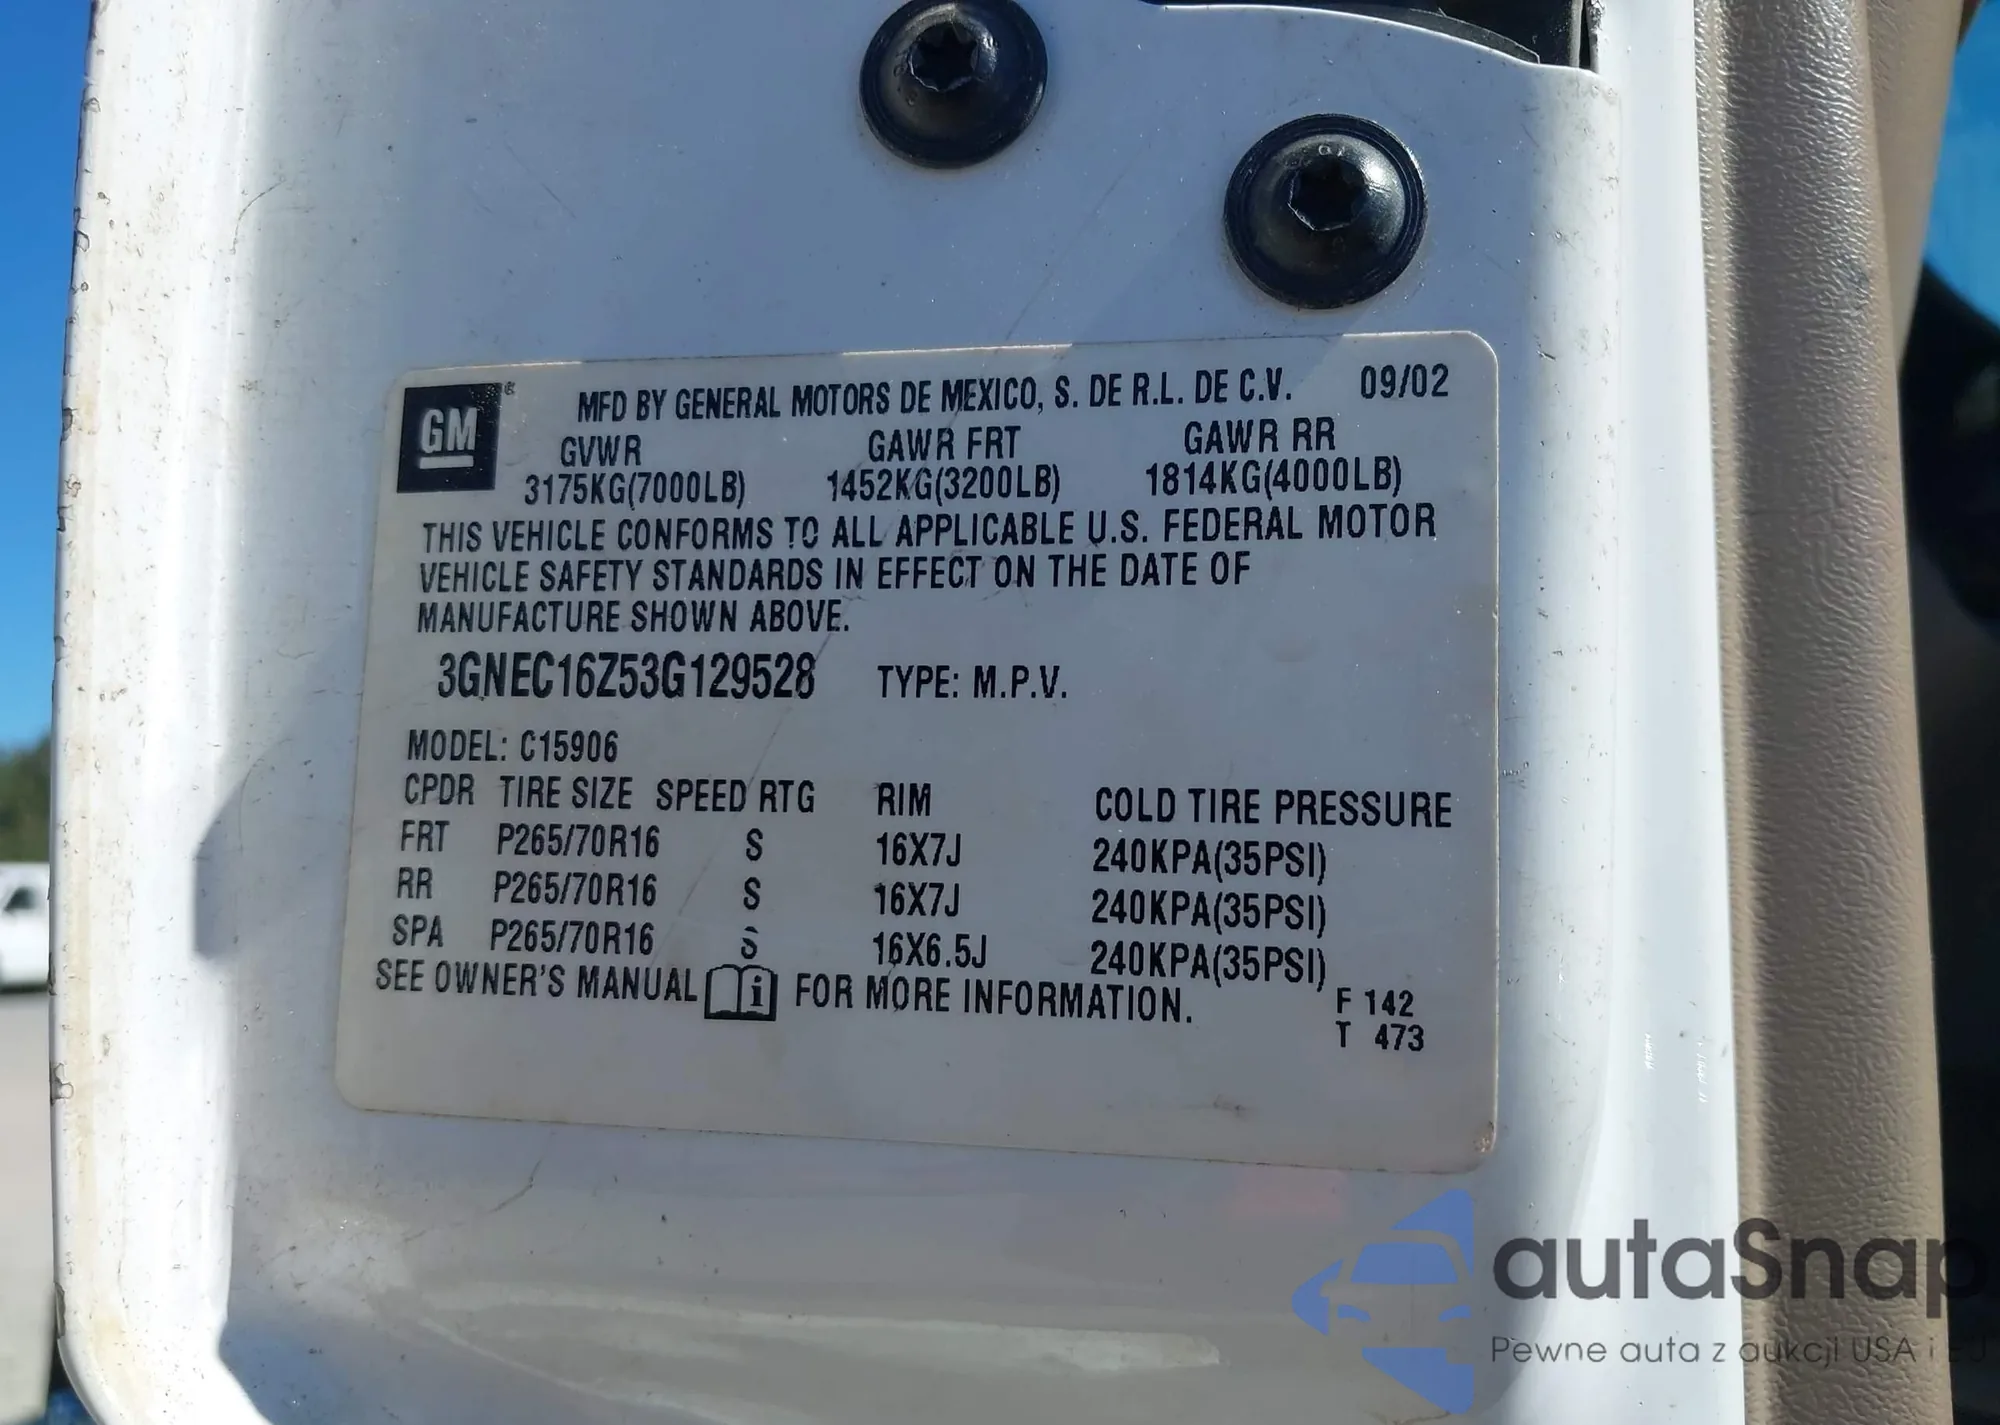 GM
MFD BY GENERAL MOTORS DE MEXICO, S. DE R.L. DE C.V. 09/02
GVWR GAWR FRT GAWR RR
3175KG(7000LB) 1452KG(3200LB) 1814KG(4000LB)
THIS VEHICLE CONFORMS TO ALL APPLICABLE U.S. FEDERAL MOTOR
VEHICLE SAFETY STANDARDS IN EFFECT ON THE DATE OF
MANUFACTURE SHOWN ABOVE.
3GNEC16Z53G129528 TYPE: M.P.V.
MODEL: C15906
CPDR TIRE SIZE SPEED RTG RIM COLD TIRE PRESSURE
FRT P265/70R16 S 16X7J 240KPA(35PSI)
RR P265/70R16 S 16X7J 240KPA(35PSI)
SPA P265/70R16 S 16X6.5J 240KPA(35PSI)
SEE OWNER'S MANUAL i FOR MORE INFORMATION.
F 142
T 473
autaSnap
Pewne auta z aukcji USA i EU